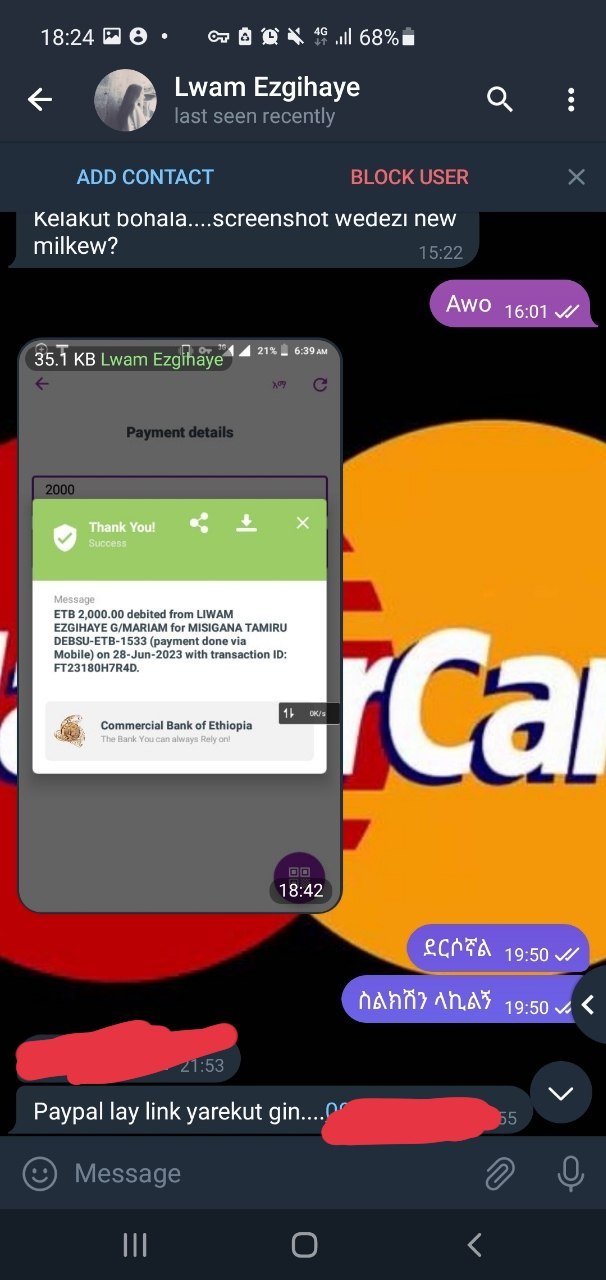 18:24
4G
68%
Lwam Ezgihaye
last seen recently
ADD CONTACT
BLOCK USER
Kelakut bohala....screenshot wedezi new
milkew?
15:22
Awo 16:01
35.1 KB Lwam Ezgihaye
21% 6:39 AM
አማ
Payment details
2000
Thank You!
Success
Message
ETB 2,000.00 debited from LIWAM
EZGIHAYE G/MARIAM for MISIGANA TAMIRU
DEBSU-ETB-1533 (payment done via
Mobile) on 28-Jun-2023 with transaction ID:
FT23180H7R4D.
0K/s
Commercial Bank of Ethiopia
The Bank You can always Rely on!
18:42
rCar
ደርሶኛል 19:50
ስልክሽን ላኪልኝ 19:50
21:53
Paypal lay link yarekut gin....
55
Message